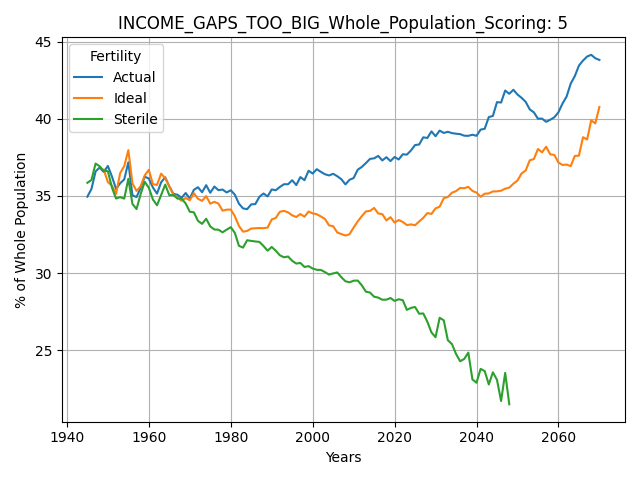 INCOME_GAPS_TOO_BIG_Whole_Population_Scoring: 5
Fertility
Actual
Ideal
Sterile
% of Whole Population
45
40
35
30
25
1940 1960 1980 2000 2020 2040 2060
Years